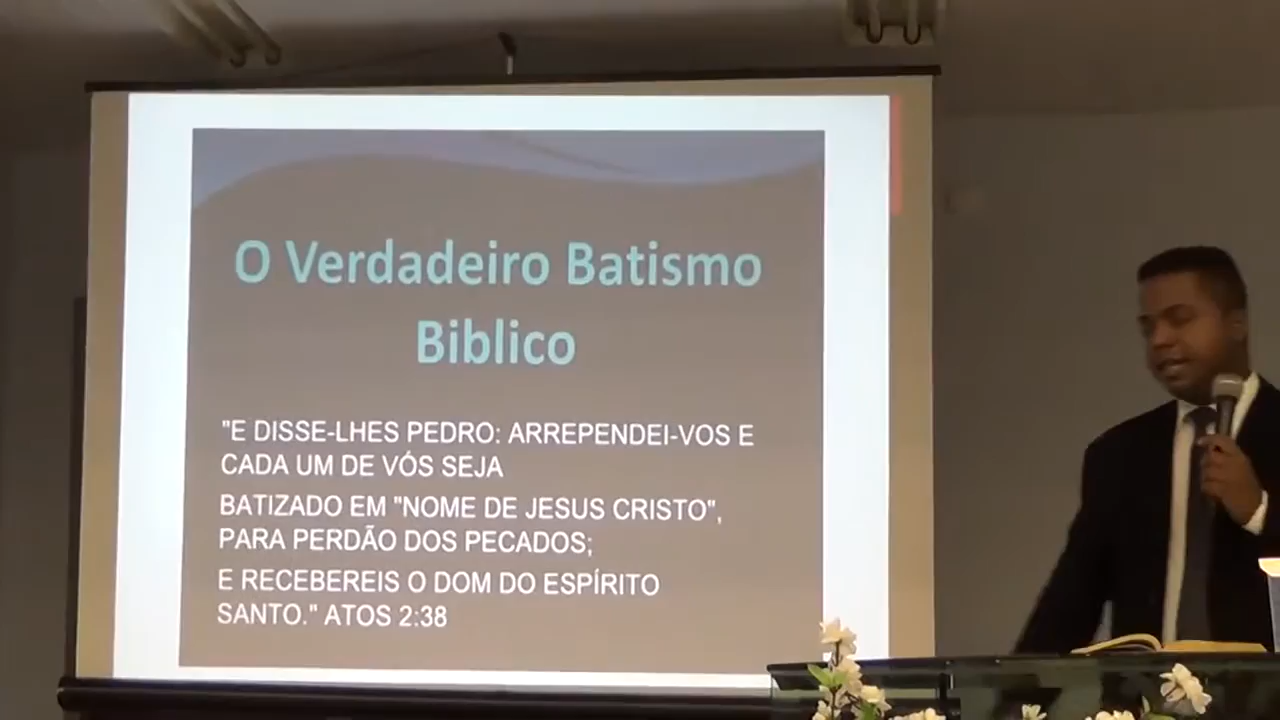 O Verdadeiro Batismo
Biblico
"E DISSE-LHES PEDRO: ARREPENDEI-VOS E
CADA UM DE VÓS SEJA
BATIZADO EM "NOME DE JESUS CRISTO",
PARA PERDÃO DOS PECADOS;
E RECEBEREIS O DOM DO ESPÍRITO
SANTO." ATOS 2:38